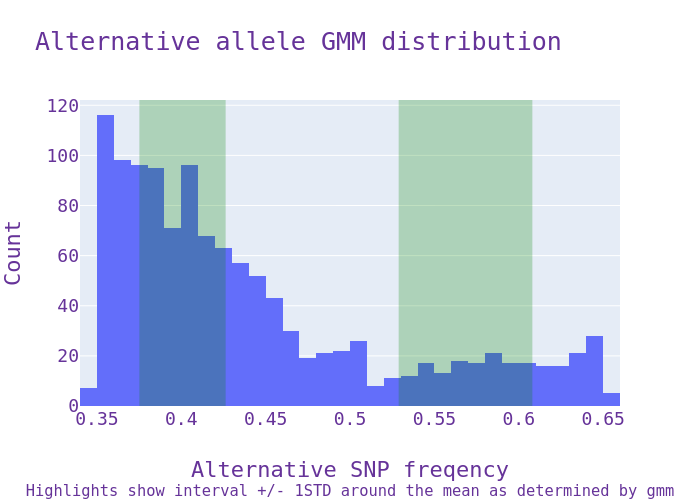 Alternative allele GMM distribution
120
100
80
60
40
20
0
Count
0.35 0.4 0.45 0.5 0.55 0.6 0.65
Alternative SNP freqency
Highlights show interval +/- 1STD around the mean as determined by gmm